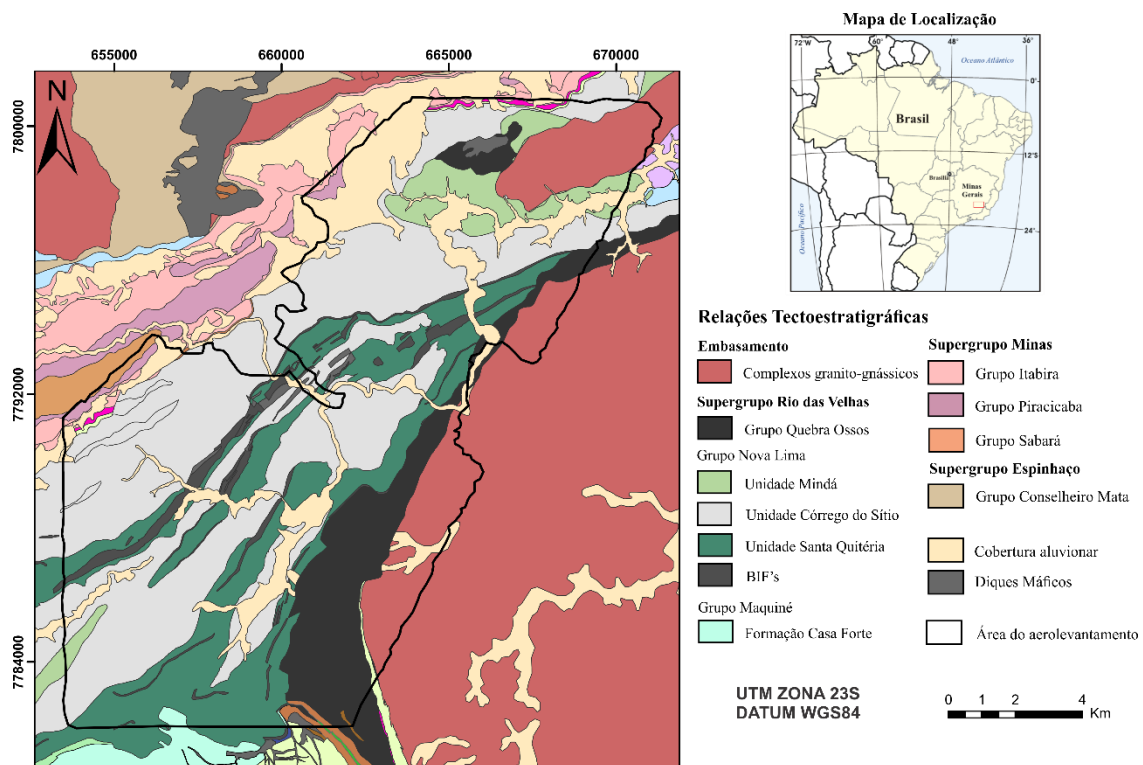 Mapa de Localização
72°W
60°
48°
36°
Oceano Atlântico
0°
Brasil
12°S
Brasília
Minas
Gerais
24°
Oceano Pacífico
655000
660000
665000
670000
N
7800000
7792000
7784000
Relações Tectoestratigráficas
Embasamento
Complexos granito-gnássicos
Supergrupo Rio das Velhas
Grupo Quebra Ossos
Grupo Nova Lima
Unidade Mindá
Unidade Córrego do Sítio
Unidade Santa Quitéria
BIF's
Grupo Maquiné
Formação Casa Forte
Supergrupo Minas
Grupo Itabira
Grupo Piracicaba
Grupo Sabará
Supergrupo Espinhaço
Grupo Conselheiro Mata
Cobertura aluvionar
Diques Máficos
Área do aerolevantamento
UTM ZONA 23S
DATUM WGS84
0 1 2 4
Km